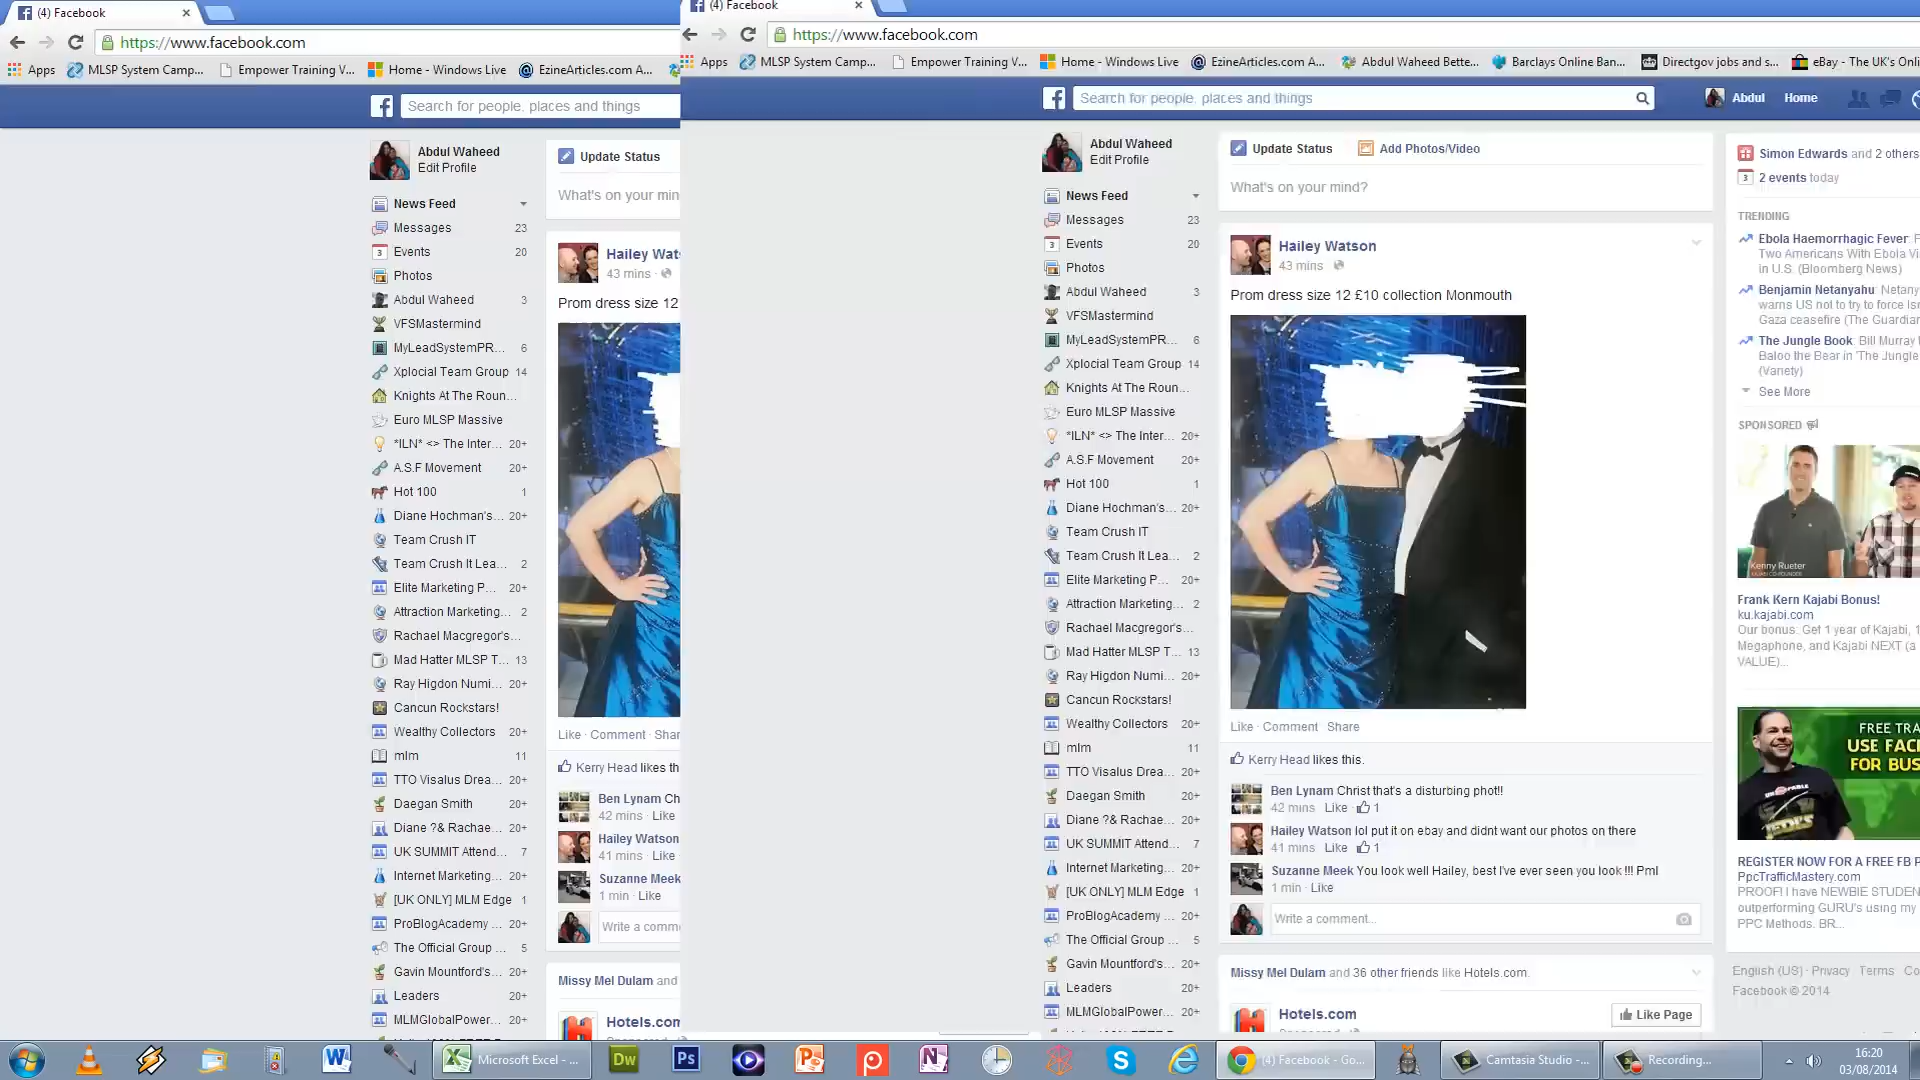 (4) Facebook
https://www.facebook.com
Apps
MLSP System Camp...
Empower Training V...
Home - Windows Live
EzineArticles.com A...
Search for people, places and things
Abdul Waheed
Edit Profile
News Feed
Messages 23
Events 20
Photos
Abdul Waheed 3
VFSMastermind
MyLeadSystemPR... 6
Xplocial Team Group 14
Knights At The Roun...
Euro MLSP Massive
*ILN* <> The Inter... 20+
A.S.F Movement 20+
Hot 100 1
Diane Hochman's... 20+
Team Crush IT
Team Crush It Lea... 2
Elite Marketing P... 20+
Attraction Marketing... 2
Rachael Macgregor's...
Mad Hatter MLSP T... 13
Ray Higdon Numi... 20+
Cancun Rockstars!
Wealthy Collectors 20+
mlm 11
TTO Visalus Drea... 20+
Daegan Smith 20+
Diane ?& Rachae... 20+
UK SUMMIT Attend... 7
Internet Marketing... 20+
[UK ONLY] MLM Edge 1
ProBlogAcademy ... 20+
The Official Group ... 5
Gavin Mountford's... 20+
Leaders 20+
MLMGlobalPower... 20+
Update Status
What's on your min
Hailey Wat
43 mins ·
Prom dress size 12
Like · Comment · Shar
Kerry Head likes th
Ben Lynam Ch
42 mins · Like
Hailey Watson
41 mins · Like
Suzanne Meek
1 min · Like
Write a comm
Missy Mel Dulam and
Hotels.com
(4) Facebook
https://www.facebook.com
Apps
MLSP System Camp...
Empower Training V...
Home - Windows Live
EzineArticles.com A...
Abdul Waheed Bette...
Barclays Online Ban...
Directgov jobs and s...
eBay - The UK's Onli
Search for people, places and things
Abdul
Home
Abdul Waheed
Edit Profile
News Feed
Messages 23
Events 20
Photos
Abdul Waheed 3
VFSMastermind
MyLeadSystemPR... 6
Xplocial Team Group 14
Knights At The Roun...
Euro MLSP Massive
*ILN* <> The Inter... 20+
A.S.F Movement 20+
Hot 100 1
Diane Hochman's... 20+
Team Crush IT
Team Crush It Lea... 2
Elite Marketing P... 20+
Attraction Marketing... 2
Rachael Macgregor's...
Mad Hatter MLSP T... 13
Ray Higdon Numi... 20+
Cancun Rockstars!
Wealthy Collectors 20+
mlm 11
TTO Visalus Drea... 20+
Daegan Smith 20+
Diane ?& Rachae... 20+
UK SUMMIT Attend... 7
Internet Marketing... 20+
[UK ONLY] MLM Edge 1
ProBlogAcademy ... 20+
The Official Group ... 5
Gavin Mountford's... 20+
Leaders 20+
MLMGlobalPower... 20+
Update Status
Add Photos/Video
What's on your mind?
Hailey Watson
43 mins ·
Prom dress size 12 £10 collection Monmouth
Like · Comment · Share
Kerry Head likes this.
Ben Lynam Christ that's a disturbing phot!!
42 mins · Like · 1
Hailey Watson lol put it on ebay and didnt want our photos on there
41 mins · Like · 1
Suzanne Meek You look well Hailey, best I've ever seen you look !!! Pml
1 min · Like
Write a comment...
Missy Mel Dulam and 36 other friends like Hotels.com.
Hotels.com
Like Page
Simon Edwards and 2 others
2 events today
TRENDING
Ebola Haemorrhagic Fever: F
Two Americans With Ebola Vi
in U.S. (Bloomberg News)
Benjamin Netanyahu: Netany
warns US not to try to force Isr
Gaza ceasefire (The Guardian
The Jungle Book: Bill Murray
Baloo the Bear in 'The Jungle
(Variety)
See More
SPONSORED
Kenny Rueter
Frank Kern Kajabi Bonus!
ku.kajabi.com
Our bonus: Get 1 year of Kajabi, 1
Megaphone, and Kajabi NEXT (a
VALUE)...
FREE TRA
USE FACE
FOR BUS
REGISTER NOW FOR A FREE FB P
PpcTrafficMastery.com
PROOF! I have NEWBIE STUDEN
outperforming GURU's using my
PPC Methods. BR...
English (US) · Privacy · Terms · Co
Facebook © 2014
Microsoft Excel - ...
Dw
Ps
(4) Facebook - Go...
Camtasia Studio -...
Recording...
16:20
03/08/2014